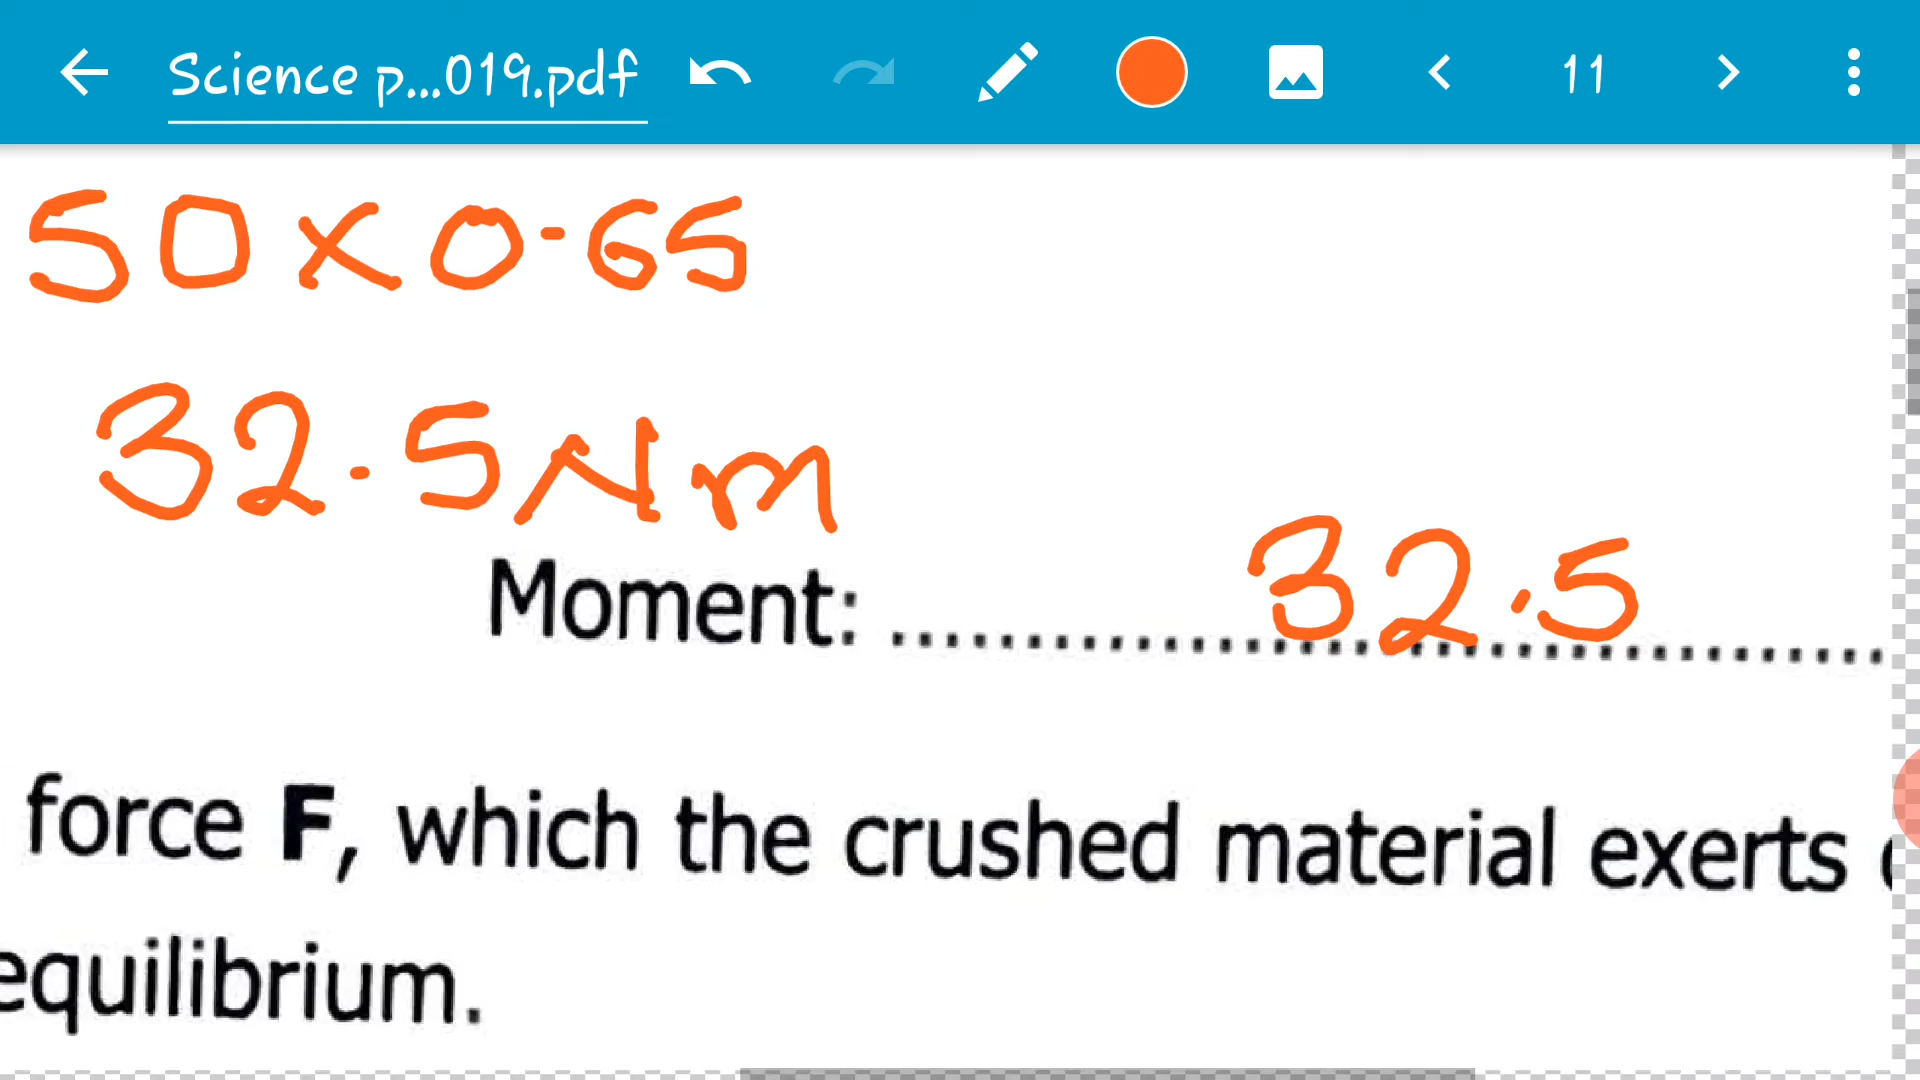 Science p...019.pdf 11
50 x 0.65
32.5 Nm
Moment: .......... 32.5 ..........
force F, which the crushed material exerts
equilibrium.